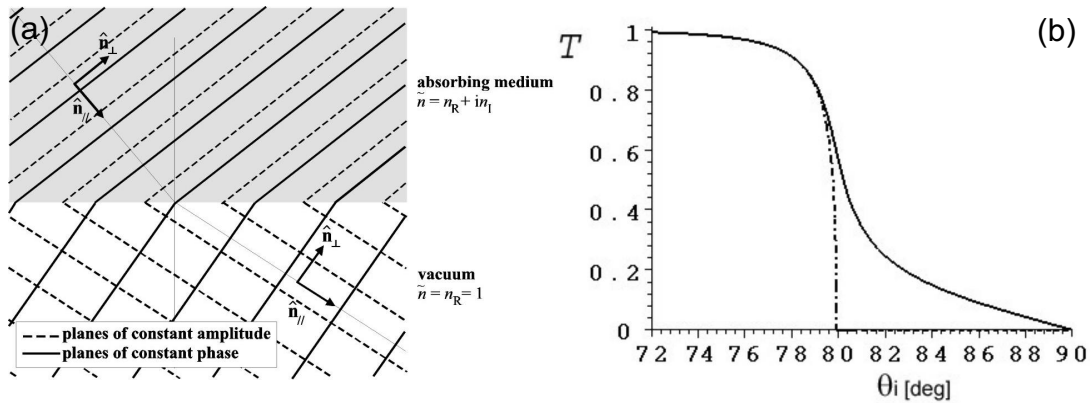 (a)
n̂⊥
n̂//
absorbing medium
ñ = nR + inI
n̂⊥
n̂//
vacuum
ñ = nR = 1
planes of constant amplitude
planes of constant phase
(b)
T
1
0.8
0.6
0.4
0.2
0
72 74 76 78 80 82 84 86 88 90
θi [deg]